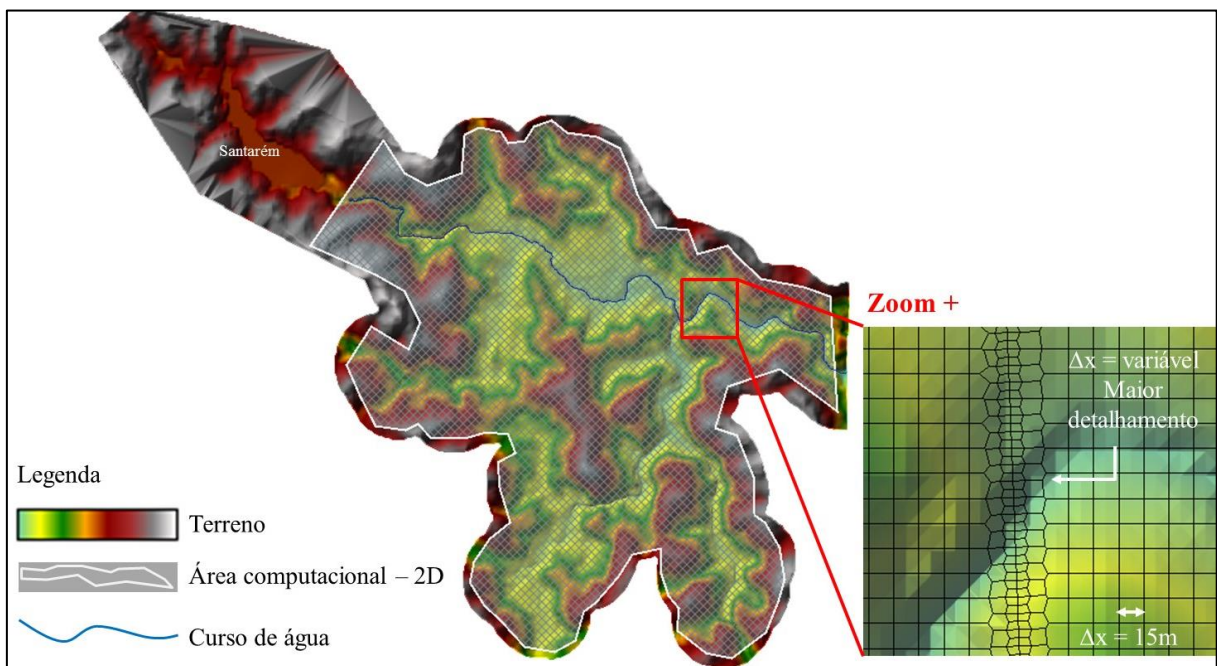 Santarém
Zoom +
Δx = variável
Maior
detalhamento
Δx = 15m
Legenda
Terreno
Área computacional – 2D
Curso de água